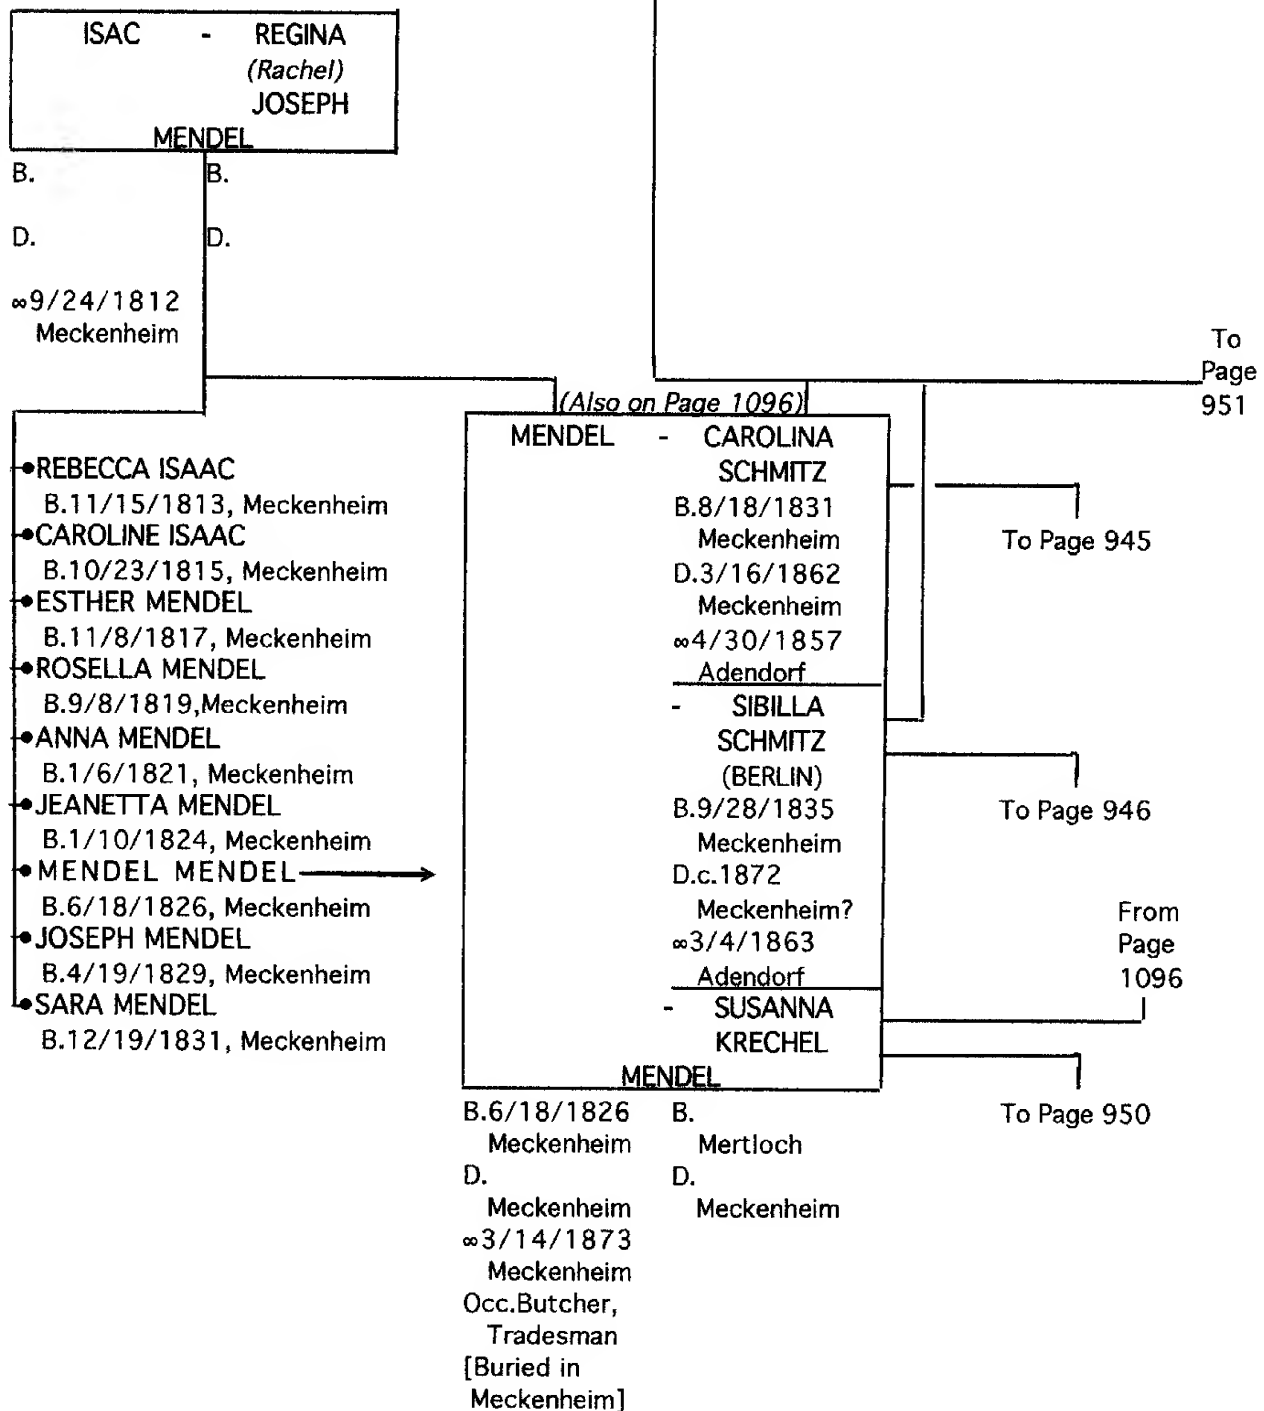 ISAC - REGINA
(Rachel)
JOSEPH
MENDEL
B. B.
D. D.
∞9/24/1812
Meckenheim
To
Page
951
(Also on Page 1096)
•REBECCA ISAAC
B.11/15/1813, Meckenheim
•CAROLINE ISAAC
B.10/23/1815, Meckenheim
•ESTHER MENDEL
B.11/8/1817, Meckenheim
•ROSELLA MENDEL
B.9/8/1819,Meckenheim
•ANNA MENDEL
B.1/6/1821, Meckenheim
•JEANETTA MENDEL
B.1/10/1824, Meckenheim
•MENDEL MENDEL
B.6/18/1826, Meckenheim
•JOSEPH MENDEL
B.4/19/1829, Meckenheim
•SARA MENDEL
B.12/19/1831, Meckenheim
MENDEL - CAROLINA
SCHMITZ
B.8/18/1831
Meckenheim
D.3/16/1862
Meckenheim
∞4/30/1857
Adendorf
- SIBILLA
SCHMITZ
(BERLIN)
B.9/28/1835
Meckenheim
D.c.1872
Meckenheim?
∞3/4/1863
Adendorf
- SUSANNA
KRECHEL
MENDEL
B.6/18/1826
Meckenheim
D.
Meckenheim
∞3/14/1873
Meckenheim
Occ.Butcher,
Tradesman
[Buried in
Meckenheim]
B.
Mertloch
D.
Meckenheim
To Page 945
To Page 946
From
Page
1096
To Page 950